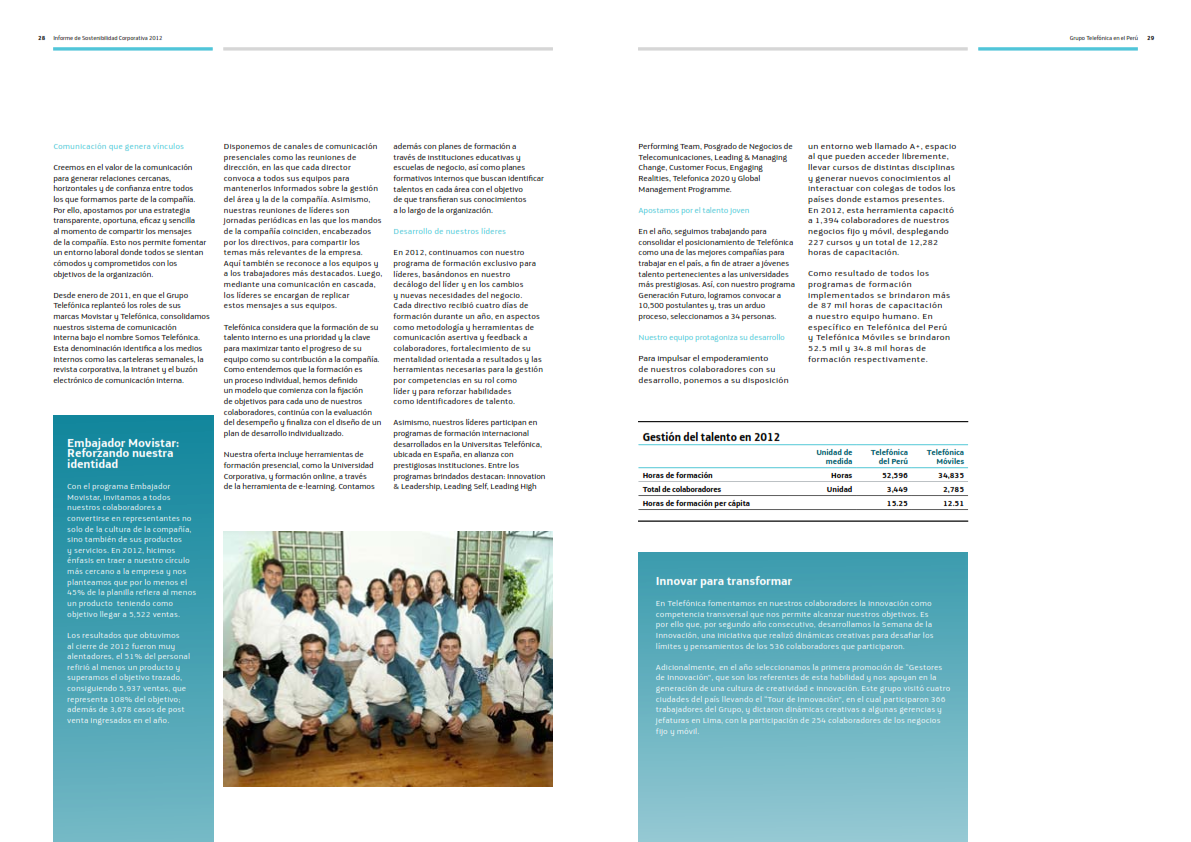 28 Informe de Sostenibilidad Corporativa 2012
Comunicación que genera vínculos
Creemos en el valor de la comunicación
para generar relaciones cercanas,
horizontales y de confianza entre todos
los que formamos parte de la compañía.
Por ello, apostamos por una estrategia
transparente, oportuna, eficaz y sencilla
al momento de compartir los mensajes
de la compañía. Esto nos permite fomentar
un entorno laboral donde todos se sientan
cómodos y comprometidos con los
objetivos de la organización.
Desde enero de 2011, en que el Grupo
Telefónica replanteó los roles de sus
marcas Movistar y Telefónica, consolidamos
nuestros sistema de comunicación
interna bajo el nombre Somos Telefónica.
Esta denominación identifica a los medios
internos como las carteleras semanales, la
revista corporativa, la Intranet y el buzón
electrónico de comunicación interna.
Embajador Movistar:
Reforzando nuestra
identidad
Con el programa Embajador
Movistar, invitamos a todos
nuestros colaboradores a
convertirse en representantes no
solo de la cultura de la compañía,
sino también de sus productos
y servicios. En 2012, hicimos
énfasis en traer a nuestro círculo
más cercano a la empresa y nos
planteamos que por lo menos el
45% de la planilla refiera al menos
un producto teniendo como
objetivo llegar a 5,522 ventas.
Los resultados que obtuvimos
al cierre de 2012 fueron muy
alentadores, el 51% del personal
refirió al menos un producto y
superamos el objetivo trazado,
consiguiendo 5,937 ventas, que
representa 108% del objetivo;
además de 3,678 casos de post
venta ingresados en el año.
Disponemos de canales de comunicación
presenciales como las reuniones de
dirección, en las que cada director
convoca a todos sus equipos para
mantenerlos informados sobre la gestión
del área y la de la compañía. Asimismo,
nuestras reuniones de líderes son
jornadas periódicas en las que los mandos
de la compañía coinciden, encabezados
por los directivos, para compartir los
temas más relevantes de la empresa.
Aquí también se reconoce a los equipos y
a los trabajadores más destacados. Luego,
mediante una comunicación en cascada,
los líderes se encargan de replicar
estos mensajes a sus equipos.
Telefónica considera que la formación de su
talento interno es una prioridad y la clave
para maximizar tanto el progreso de su
equipo como su contribución a la compañía.
Como entendemos que la formación es
un proceso individual, hemos definido
un modelo que comienza con la fijación
de objetivos para cada uno de nuestros
colaboradores, continúa con la evaluación
del desempeño y finaliza con el diseño de un
plan de desarrollo individualizado.
Nuestra oferta incluye herramientas de
formación presencial, como la Universidad
Corporativa, y formación online, a través
de la herramienta de e-learning. Contamos
además con planes de formación a
través de instituciones educativas y
escuelas de negocio, así como planes
formativos internos que buscan identificar
talentos en cada área con el objetivo
de que transfieran sus conocimientos
a lo largo de la organización.
Desarrollo de nuestros líderes
En 2012, continuamos con nuestro
programa de formación exclusivo para
líderes, basándonos en nuestro
decálogo del líder y en los cambios
y nuevas necesidades del negocio.
Cada directivo recibió cuatro días de
formación durante un año, en aspectos
como metodología y herramientas de
comunicación asertiva y feedback a
colaboradores, fortalecimiento de su
mentalidad orientada a resultados y las
herramientas necesarias para la gestión
por competencias en su rol como
líder y para reforzar habilidades
como identificadores de talento.
Asimismo, nuestros líderes participan en
programas de formación internacional
desarrollados en la Universitas Telefónica,
ubicada en España, en alianza con
prestigiosas instituciones. Entre los
programas brindados destacan: Innovation
& Leadership, Leading Self, Leading High
Grupo Telefónica en el Perú 29
Performing Team, Posgrado de Negocios de
Telecomunicaciones, Leading & Managing
Change, Customer Focus, Engaging
Realities, Telefonica 2020 y Global
Management Programme.
Apostamos por el talento joven
En el año, seguimos trabajando para
consolidar el posicionamiento de Telefónica
como una de las mejores compañías para
trabajar en el país, a fin de atraer a jóvenes
talento pertenecientes a las universidades
más prestigiosas. Así, con nuestro programa
Generación Futuro, logramos convocar a
10,500 postulantes y, tras un arduo
proceso, seleccionamos a 34 personas.
Nuestro equipo protagoniza su desarrollo
Para impulsar el empoderamiento
de nuestros colaboradores con su
desarrollo, ponemos a su disposición
un entorno web llamado A+, espacio
al que pueden acceder libremente,
llevar cursos de distintas disciplinas
y generar nuevos conocimientos al
interactuar con colegas de todos los
países donde estamos presentes.
En 2012, esta herramienta capacitó
a 1,394 colaboradores de nuestros
negocios fijo y móvil, desplegando
227 cursos y un total de 12,282
horas de capacitación.
Como resultado de todos los
programas de formación
implementados se brindaron más
de 87 mil horas de capacitación
a nuestro equipo humano. En
específico en Telefónica del Perú
y Telefónica Móviles se brindaron
52.5 mil y 34.8 mil horas de
formación respectivamente.
Gestión del talento en 2012
Unidad de medida Telefónica del Perú Telefónica Móviles
Horas de formación Horas 52,596 34,835
Total de colaboradores Unidad 3,449 2,785
Horas de formación per cápita 15.25 12.51
Innovar para transformar
En Telefónica fomentamos en nuestros colaboradores la innovación como
competencia transversal que nos permite alcanzar nuestros objetivos. Es
por ello que, por segundo año consecutivo, desarrollamos la Semana de la
Innovación, una iniciativa que realizó dinámicas creativas para desafiar los
límites y pensamientos de los 536 colaboradores que participaron.
Adicionalmente, en el año seleccionamos la primera promoción de "Gestores
de Innovación", que son los referentes de esta habilidad y nos apoyan en la
generación de una cultura de creatividad e innovación. Este grupo visitó cuatro
ciudades del país llevando el "Tour de Innovación", en el cual participaron 366
trabajadores del Grupo, y dictaron dinámicas creativas a algunas gerencias y
jefaturas en Lima, con la participación de 254 colaboradores de los negocios
fijo y móvil.